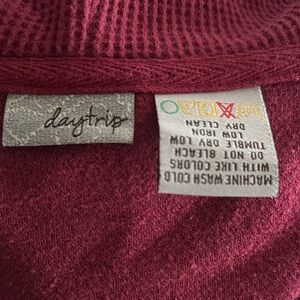 daytrip
MACHINE WASH COLD
WITH LIKE COLORS
DO NOT BLEACH
TUMBLE DRY LOW
LOW IRON
DRY CLEAN